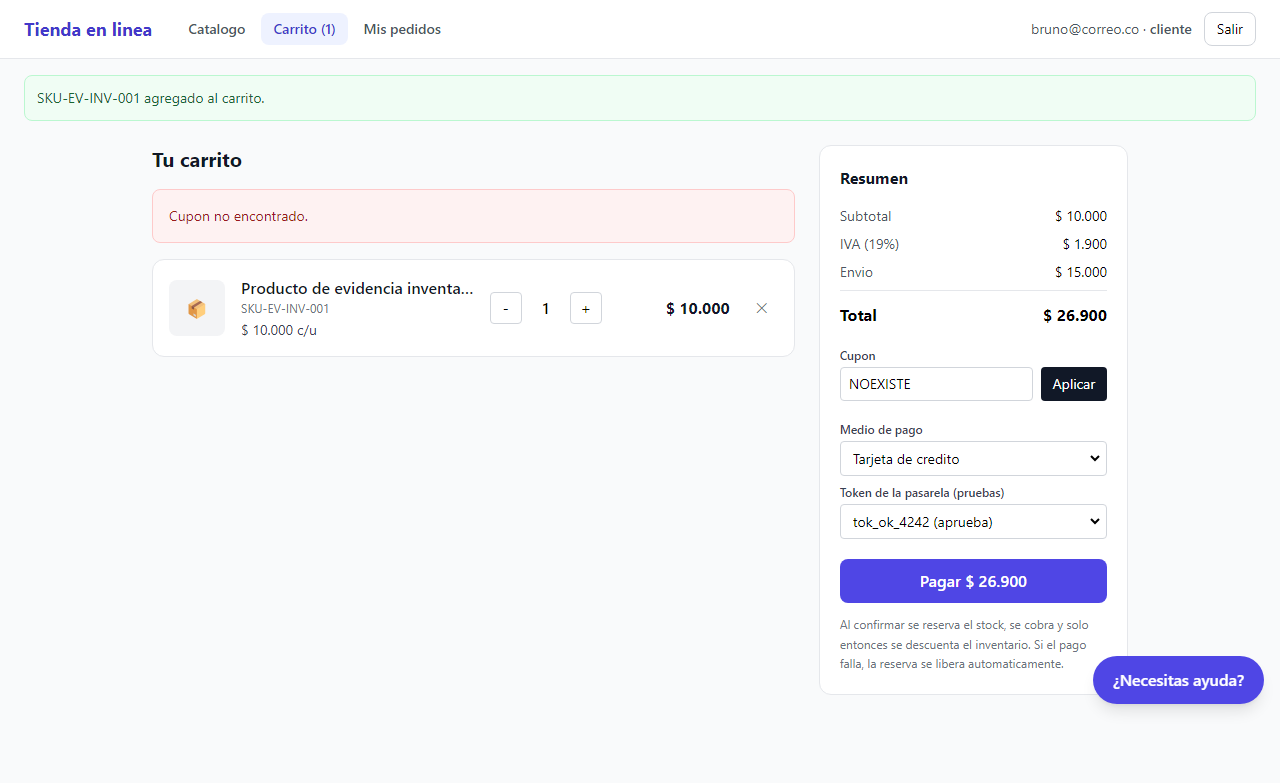 Tienda en linea
Catalogo
Carrito (1)
Mis pedidos
bruno@correo.co · cliente
Salir
SKU-EV-INV-001 agregado al carrito.
Tu carrito
Cupon no encontrado.
Producto de evidencia inventa...
SKU-EV-INV-001
$ 10.000 c/u
-
1
+
$ 10.000
Resumen
Subtotal $ 10.000
IVA (19%) $ 1.900
Envio $ 15.000
Total $ 26.900
Cupon
NOEXISTE
Aplicar
Medio de pago
Tarjeta de credito
Token de la pasarela (pruebas)
tok_ok_4242 (aprueba)
Pagar $ 26.900
Al confirmar se reserva el stock, se cobra y solo
entonces se descuenta el inventario. Si el pago
falla, la reserva se libera automaticamente.
¿Necesitas ayuda?